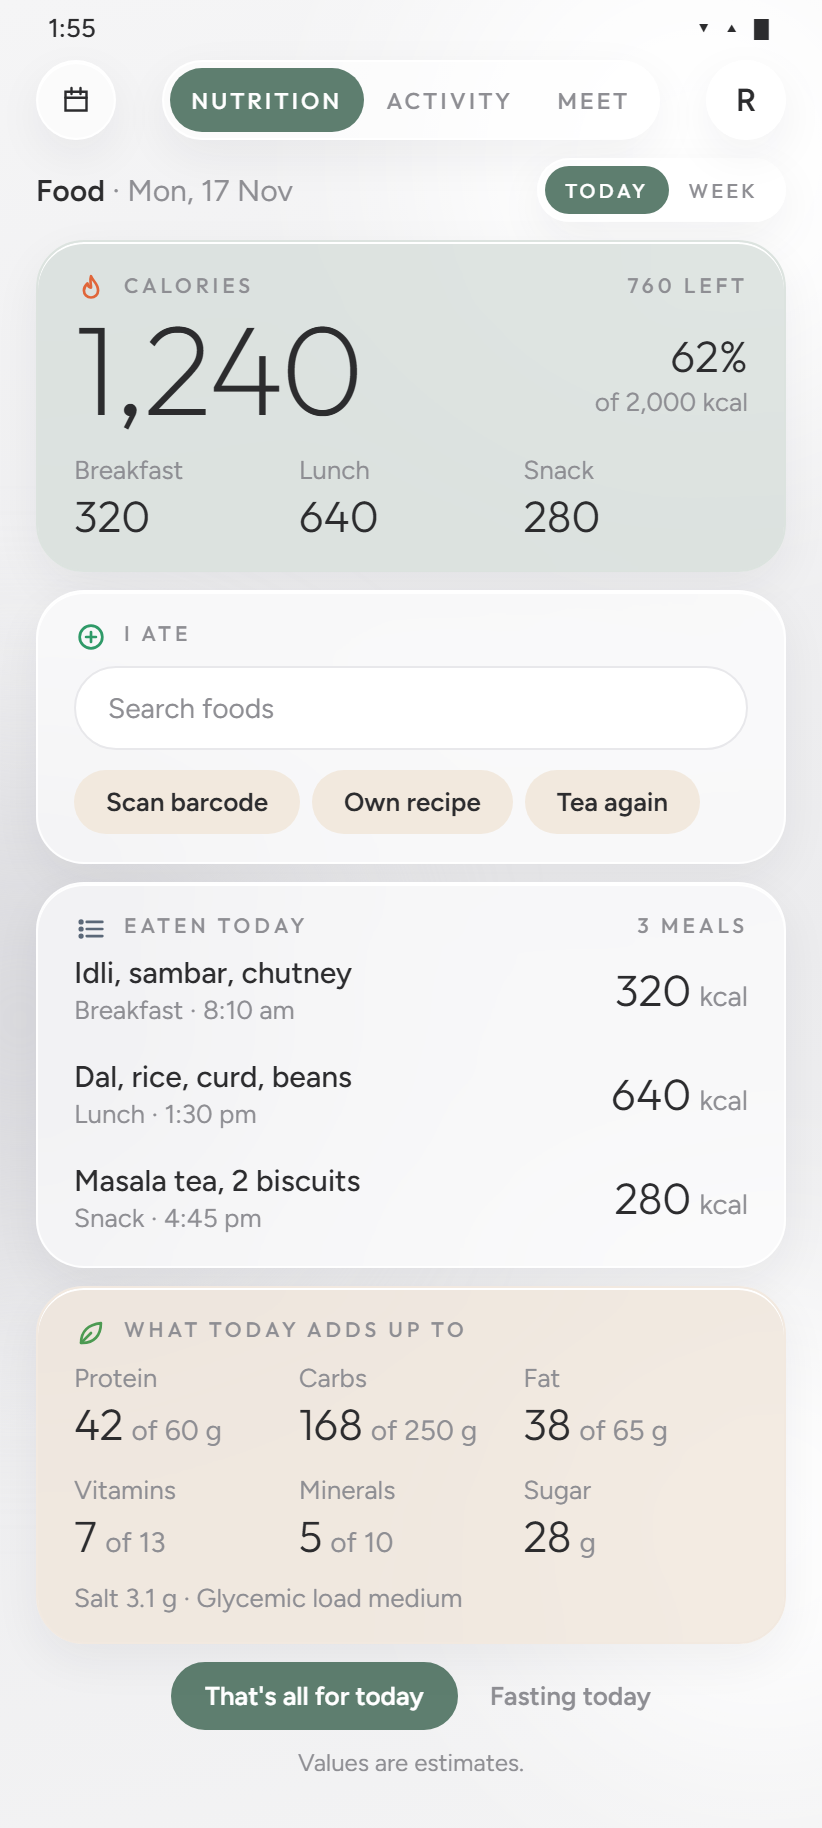 1:55
NUTRITION ACTIVITY MEET R
Food · Mon, 17 Nov TODAY WEEK
CALORIES 760 LEFT
1,240 62%
of 2,000 kcal
Breakfast Lunch Snack
320 640 280
I ATE
Search foods
Scan barcode Own recipe Tea again
EATEN TODAY 3 MEALS
Idli, sambar, chutney
Breakfast · 8:10 am 320 kcal
Dal, rice, curd, beans
Lunch · 1:30 pm 640 kcal
Masala tea, 2 biscuits
Snack · 4:45 pm 280 kcal
WHAT TODAY ADDS UP TO
Protein Carbs Fat
42 of 60 g 168 of 250 g 38 of 65 g
Vitamins Minerals Sugar
7 of 13 5 of 10 28 g
Salt 3.1 g · Glycemic load medium
That's all for today Fasting today
Values are estimates.